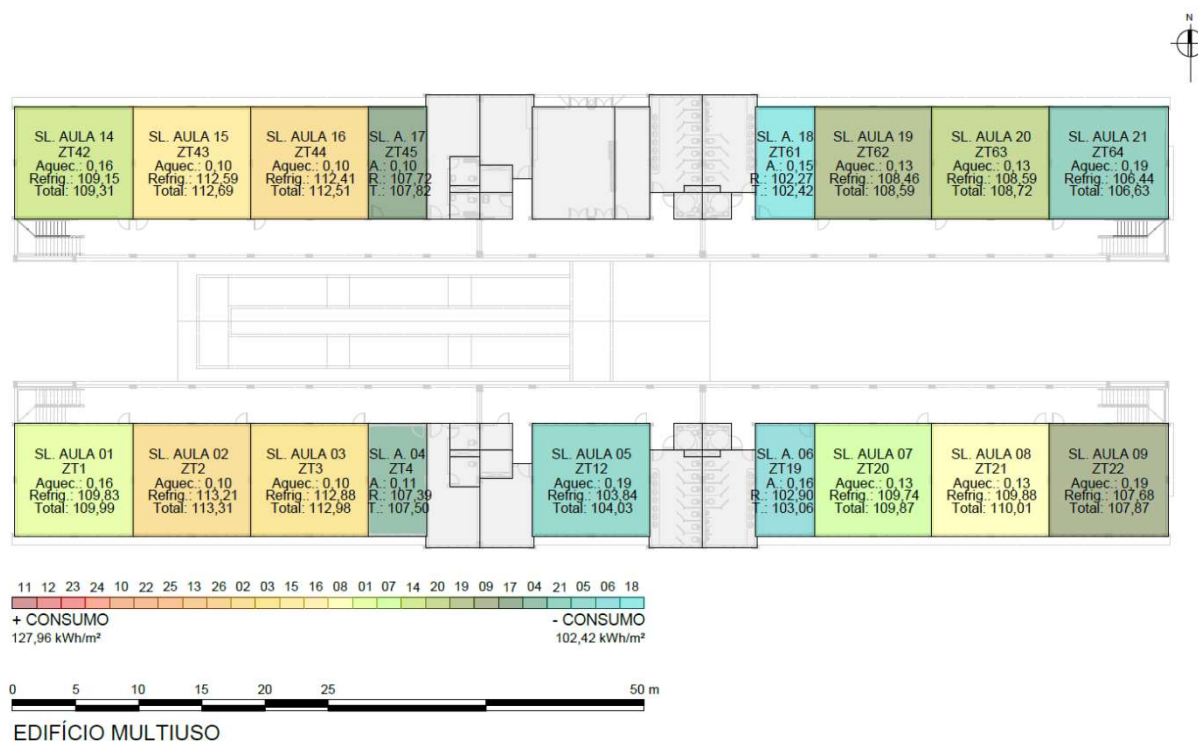 N
SL. AULA 14
ZT42
Aquec.: 0,16
Refrig.: 109,15
Total: 109,31
SL. AULA 15
ZT43
Aquec.: 0,10
Refrig.: 112,59
Total: 112,69
SL. AULA 16
ZT44
Aquec.: 0,10
Refrig.: 112,41
Total: 112,51
SL. A. 17
ZT45
A.: 0,10
R.: 107,72
T.: 107,82
SL. A. 18
ZT61
A.: 0,15
R.: 102,27
T.: 102,42
SL. AULA 19
ZT62
Aquec.: 0,13
Refrig.: 108,46
Total: 108,59
SL. AULA 20
ZT63
Aquec.: 0,13
Refrig.: 108,59
Total: 108,72
SL. AULA 21
ZT64
Aquec.: 0,19
Refrig.: 106,44
Total: 106,63
SL. AULA 01
ZT1
Aquec.: 0,16
Refrig.: 109,83
Total: 109,99
SL. AULA 02
ZT2
Aquec.: 0,10
Refrig.: 113,21
Total: 113,31
SL. AULA 03
ZT3
Aquec.: 0,10
Refrig.: 112,88
Total: 112,98
SL. A. 04
ZT4
A.: 0,11
R.: 107,39
T.: 107,50
SL. AULA 05
ZT12
Aquec.: 0,19
Refrig.: 103,84
Total: 104,03
SL. A. 06
ZT19
A.: 0,16
R.: 102,90
T.: 103,06
SL. AULA 07
ZT20
Aquec.: 0,13
Refrig.: 109,74
Total: 109,87
SL. AULA 08
ZT21
Aquec.: 0,13
Refrig.: 109,88
Total: 110,01
SL. AULA 09
ZT22
Aquec.: 0,19
Refrig.: 107,68
Total: 107,87
11 12 23 24 10 22 25 13 26 02 03 15 16 08 01 07 14 20 19 09 17 04 21 05 06 18
+ CONSUMO - CONSUMO
127,96 kWh/m² 102,42 kWh/m²
0 5 10 15 20 25 50 m
EDIFÍCIO MULTIUSO